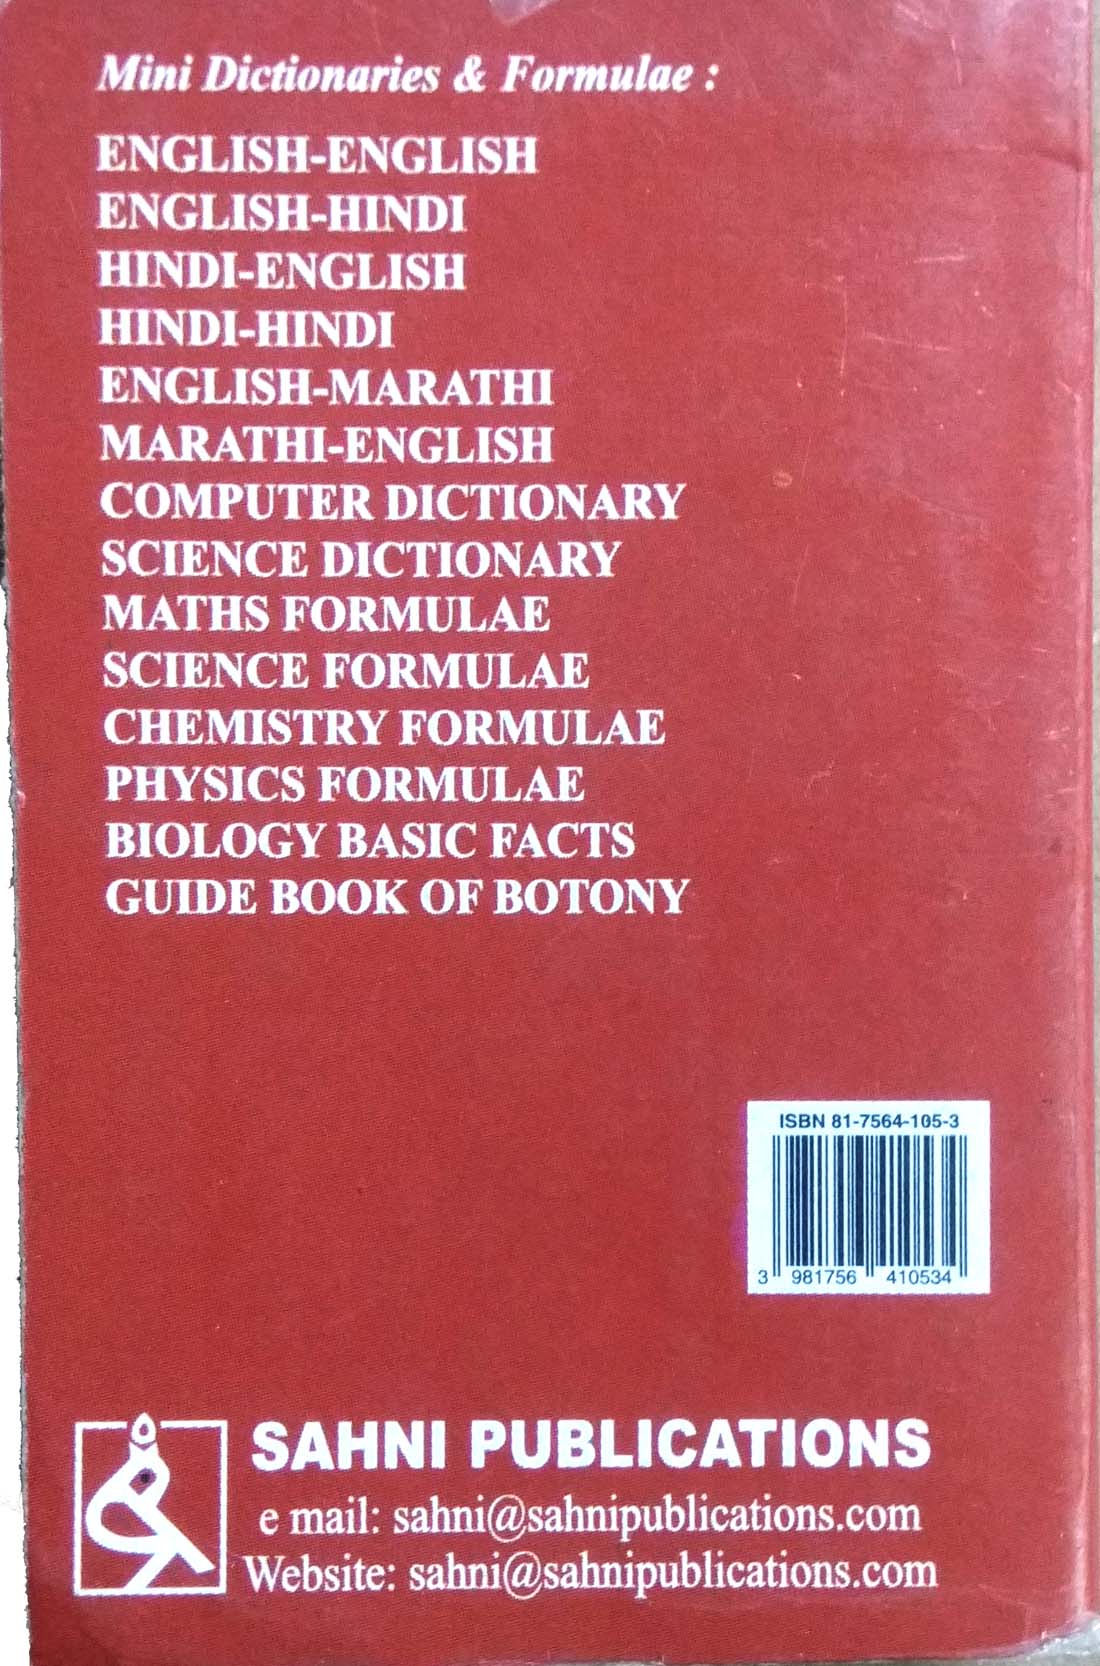 Mini Dictionaries & Formulae :
ENGLISH-ENGLISH
ENGLISH-HINDI
HINDI-ENGLISH
HINDI-HINDI
ENGLISH-MARATHI
MARATHI-ENGLISH
COMPUTER DICTIONARY
SCIENCE DICTIONARY
MATHS FORMULAE
SCIENCE FORMULAE
CHEMISTRY FORMULAE
PHYSICS FORMULAE
BIOLOGY BASIC FACTS
GUIDE BOOK OF BOTONY
ISBN 81-7564-105-3
3 981756 410534
SAHNI PUBLICATIONS
e mail: sahni@sahnipublications.com
Website: sahni@sahnipublications.com